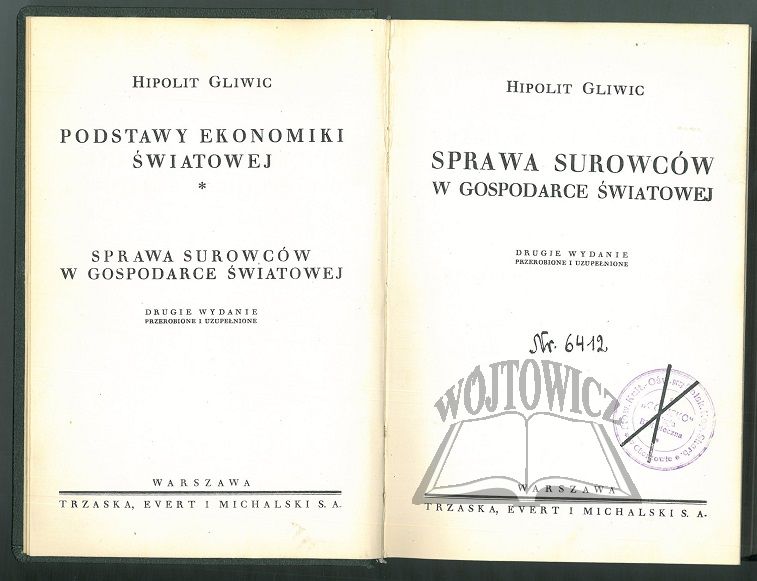 HIPOLIT GLIWIC
PODSTAWY EKONOMIKI
ŚWIATOWEJ
*
SPRAWA SUROWCÓW
W GOSPODARCE ŚWIATOWEJ
DRUGIE WYDANIE
PRZEROBIONE I UZUPEŁNIONE
WARSZAWA
TRZASKA, EVERT I MICHALSKI S. A.
HIPOLIT GLIWIC
SPRAWA SUROWCÓW
W GOSPODARCE ŚWIATOWEJ
DRUGIE WYDANIE
PRZEROBIONE I UZUPEŁNIONE
Nr. 6412
WÓJTOWICZ
WARSZAWA
TRZASKA, EVERT I MICHALSKI S. A.